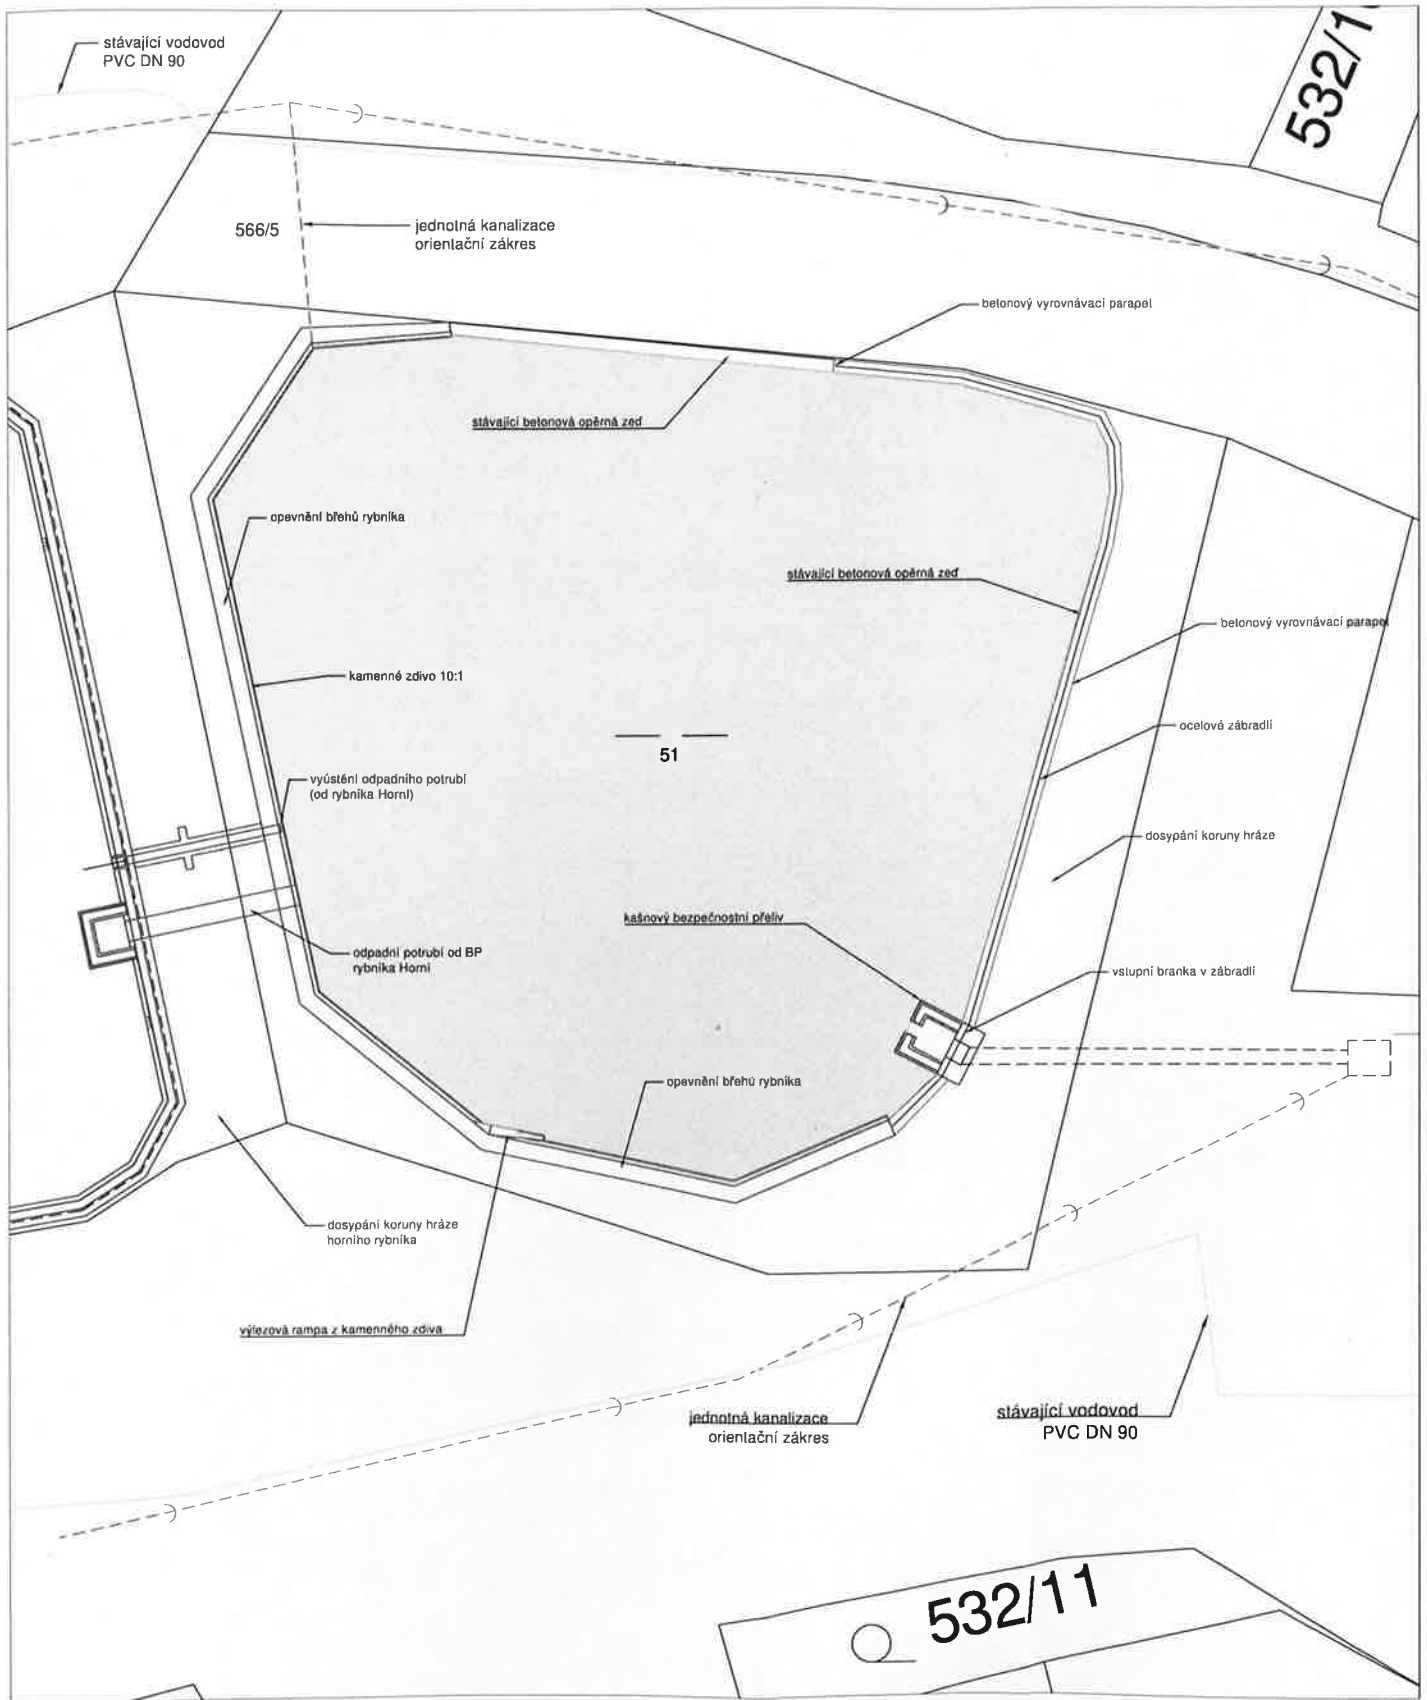 stávající vodovod
PVC DN 90
532/1
566/5
jednotná kanalizace
orientační zákres
betonový vyrovnávací parapet
stávající betonová opěrná zeď
opevnění břehů rybníka
stávající betonová opěrná zeď
betonový vyrovnávací parapet
kamenné zdivo 10:1
ocelové zábradlí
51
vyústění odpadního potrubí
(od rybníka Horní)
dosypání koruny hráze
kašnový bezpečnostní přeliv
odpadní potrubí od BP
rybníka Horní
vstupní branka v zábradlí
opevnění břehů rybníka
dosypání koruny hráze
horního rybníka
výlezová rampa z kamenného zdiva
jednotná kanalizace
orientační zákres
stávající vodovod
PVC DN 90
532/11